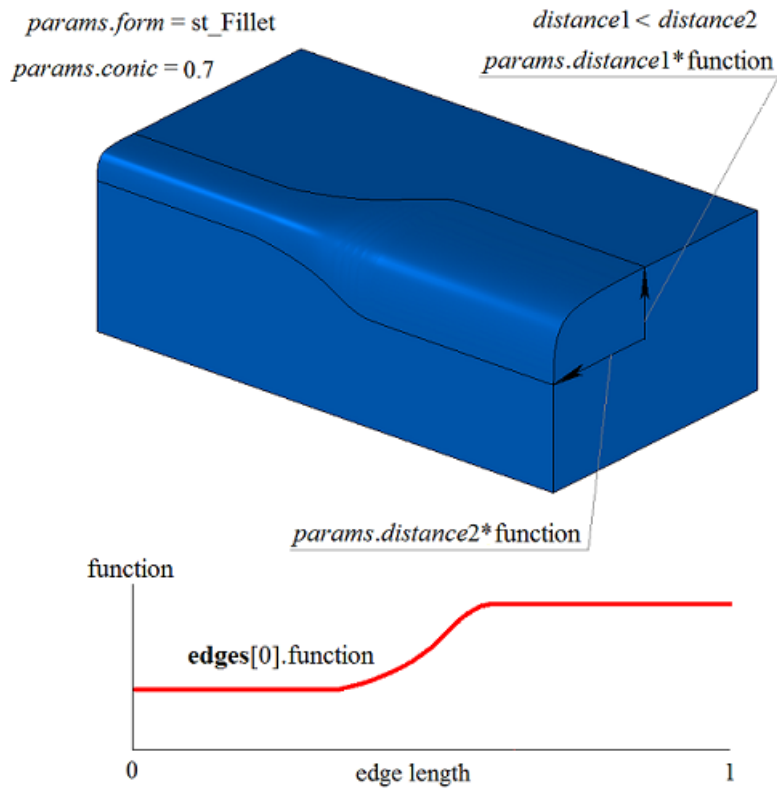 params.form = st_Fillet
distance1 < distance2
params.conic = 0.7
params.distance1*function
params.distance2*function
function
edges[0].function
0
edge length
1